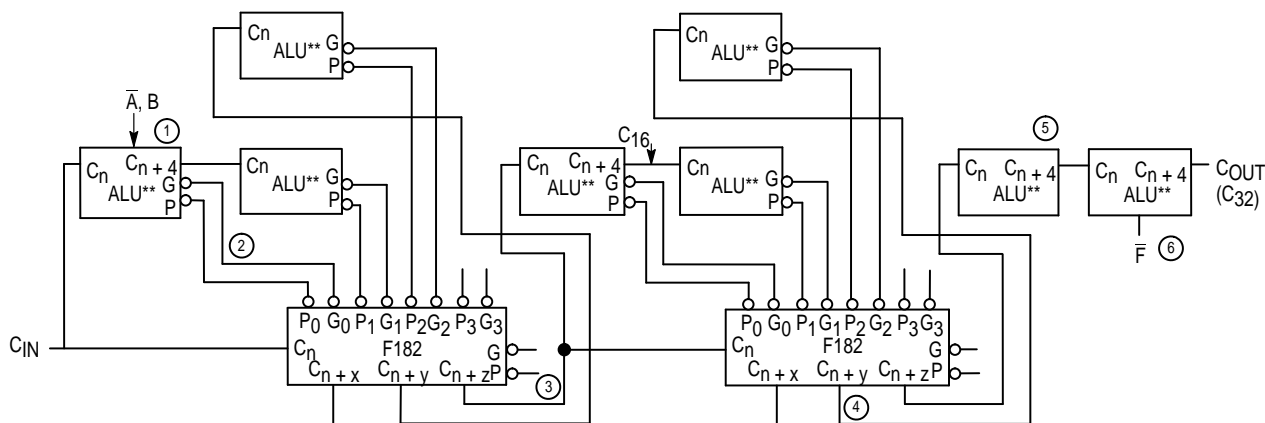 Cn
ALU**
G
P
Cn
ALU**
G
P
A̅, B
1
Cn
Cn + 4
G
ALU**
P
Cn
ALU**
G
P
C16
Cn
Cn + 4
ALU**
G
P
Cn
ALU**
G
P
5
Cn
Cn + 4
ALU**
Cn
Cn + 4
ALU**
COUT
(C32)
2
F̅
6
CIN
P0 G0 P1 G1 P2 G2 P3 G3
Cn
F182
G
P
Cn + x
Cn + y
Cn + z
3
P0 G0 P1 G1 P2 G2 P3 G3
Cn
F182
G
P
Cn + x
Cn + y
Cn + z
4